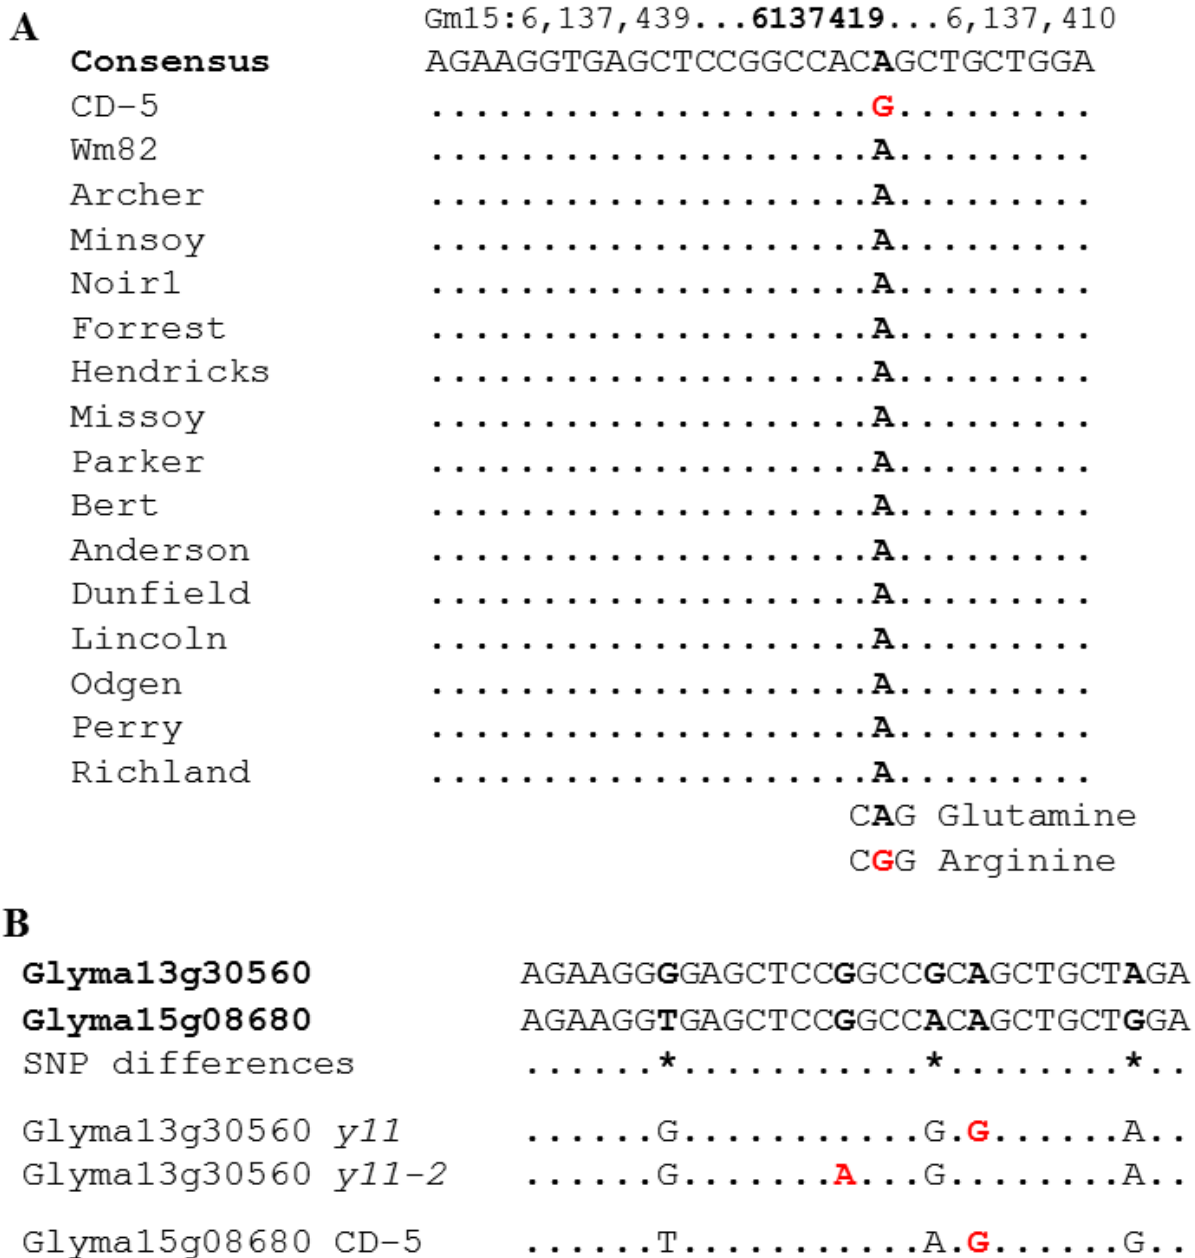 A
Gm15:6,137,439...6137419...6,137,410
Consensus AGAAGGTGAGCTCCGGCCACAGCTGCTGGA
CD-5 ....................G.........
Wm82 ....................A.........
Archer ....................A.........
Minsoy ....................A.........
Noir1 ....................A.........
Forrest ....................A.........
Hendricks ....................A.........
Missoy ....................A.........
Parker ....................A.........
Bert ....................A.........
Anderson ....................A.........
Dunfield ....................A.........
Lincoln ....................A.........
Odgen ....................A.........
Perry ....................A.........
Richland ....................A.........
CAG Glutamine
CGG Arginine
B
Glyma13g30560 AGAAGGGGAGCTCCGGCCGCAGCTGCTAGA
Glyma15g08680 AGAAGGTGAGCTCCGGCCACAGCTGCTGGA
SNP differences ......*...........*........*..
Glyma13g30560 y11 ......G...........G.G......A..
Glyma13g30560 y11-2 ......G.......A...G........A..
Glyma15g08680 CD-5 ......T...........A.G......G..